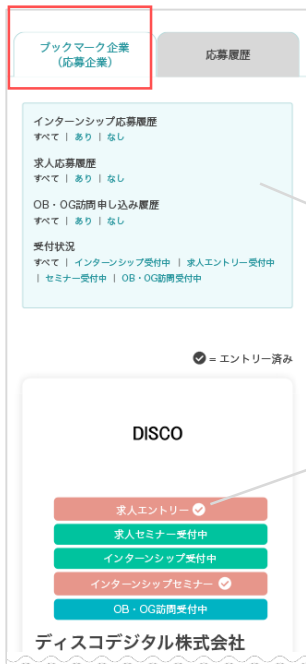 ブックマーク企業
(応募企業)
応募履歴
インターンシップ応募履歴
すべて | あり | なし
求人応募履歴
すべて | あり | なし
OB・OG訪問申し込み履歴
すべて | あり | なし
受付状況
すべて | インターンシップ受付中 | 求人エントリー受付中
| セミナー受付中 | OB・OG訪問受付中
= エントリー済み
DISCO
求人エントリー
求人セミナー受付中
インターンシップ受付中
インターンシップセミナー
OB・OG訪問受付中
ディスコデジタル株式会社